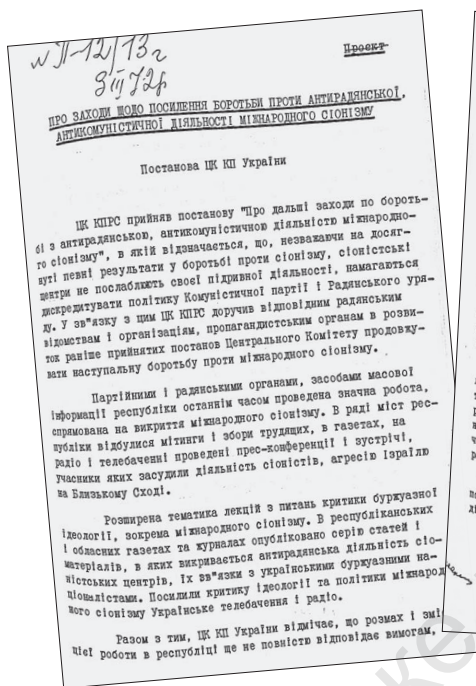 № П-12/13г
9 III 72р
Проект
ПРО ЗАХОДИ ЩОДО ПОСИЛЕННЯ БОРОТЬБИ ПРОТИ АНТИРАДЯНСЬКОЇ,
АНТИКОМУНІСТИЧНОЇ ДІЯЛЬНОСТІ МІЖНАРОДНОГО СІОНІЗМУ
Постанова ЦК КП України
ЦК КПРС прийняв постанову "Про дальші заходи по бороть-
бі з антирадянською, антикомуністичною діяльністю міжнародно-
го сіонізму", в якій відзначається, що, незважаючи на досяг-
нуті певні результати у боротьбі проти сіонізму, сіоністські
центри не послабляють своєї підривної діяльності, намагаються
дискредитувати політику Комуністичної партії і Радянського уря-
ду. У зв"язку з цим ЦК КПРС доручив відповідним радянським
відомствам і організаціям, пропагандистським органам в розви-
ток раніше прийнятих постанов Центрального Комітету продовжу-
вати наступальну боротьбу проти міжнародного сіонізму.
Партійними і радянськими органами, засобами масової
інформації республіки останнім часом проведена значна робота,
спрямована на викриття міжнародного сіонізму. В ряді міст рес-
публіки відбулися мітинги і збори трудящих, в газетах, на
радіо і телебаченні проведені прес-конференції і зустрічі,
учасники яких засудили діяльність сіоністів, агресію Ізраїлю
на Близькому Сході.
Розширена тематика лекцій з питань критики буржуазної
ідеології, зокрема міжнародного сіонізму. В республіканських
і обласних газетах та журналах опубліковано серію статей і
матеріалів, в яких викривається антирадянська діяльність сіо-
ністських центрів, їх зв"язки з українськими буржуазними на-
ціоналістами. Посилили критику ідеології та політики міжнарод
ного сіонізму Українське телебачення і радіо.
Разом з тим, ЦК КП України відмічає, що розмах і змі
цієї роботи в республіці ще не повністю відповідає вимогам,